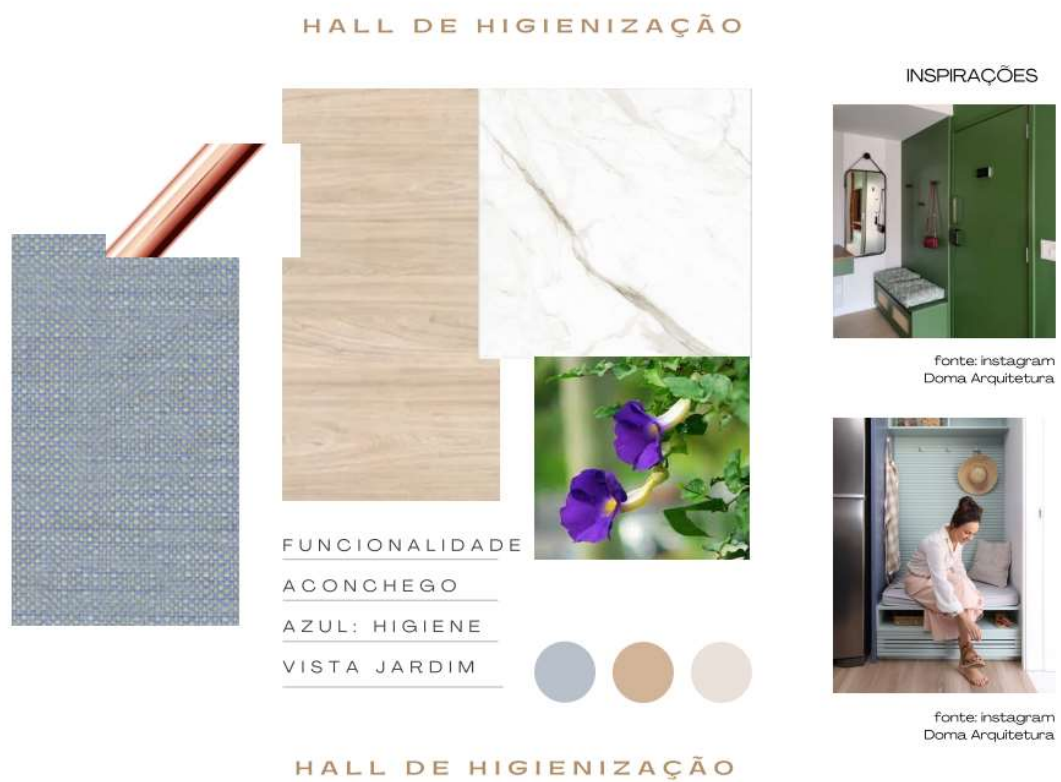 HALL DE HIGIENIZAÇÃO
INSPIRAÇÕES
fonte: instagram
Doma Arquitetura
FUNCIONALIDADE
ACONCHEGO
AZUL: HIGIENE
VISTA JARDIM
fonte: instagram
Doma Arquitetura
HALL DE HIGIENIZAÇÃO